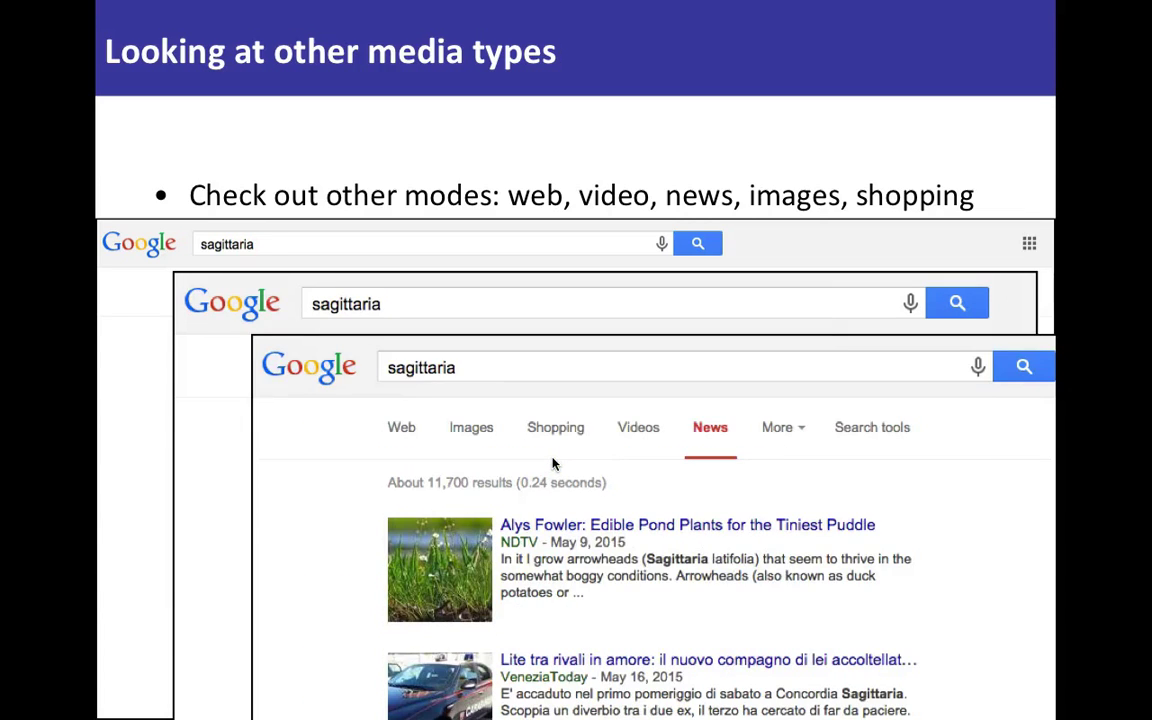 Looking at other media types
• Check out other modes: web, video, news, images, shopping
Google sagittaria
Google sagittaria
Google sagittaria
Web Images Shopping Videos News More Search tools
About 11,700 results (0.24 seconds)
Alys Fowler: Edible Pond Plants for the Tiniest Puddle
NDTV - May 9, 2015
In it I grow arrowheads (Sagittaria latifolia) that seem to thrive in the
somewhat boggy conditions. Arrowheads (also known as duck
potatoes or ...
Lite tra rivali in amore: il nuovo compagno di lei accoltellat...
VeneziaToday - May 16, 2015
E' accaduto nel primo pomeriggio di sabato a Concordia Sagittaria.
Scoppia un diverbio tra i due ex, il terzo ha cercato di far da paciere.